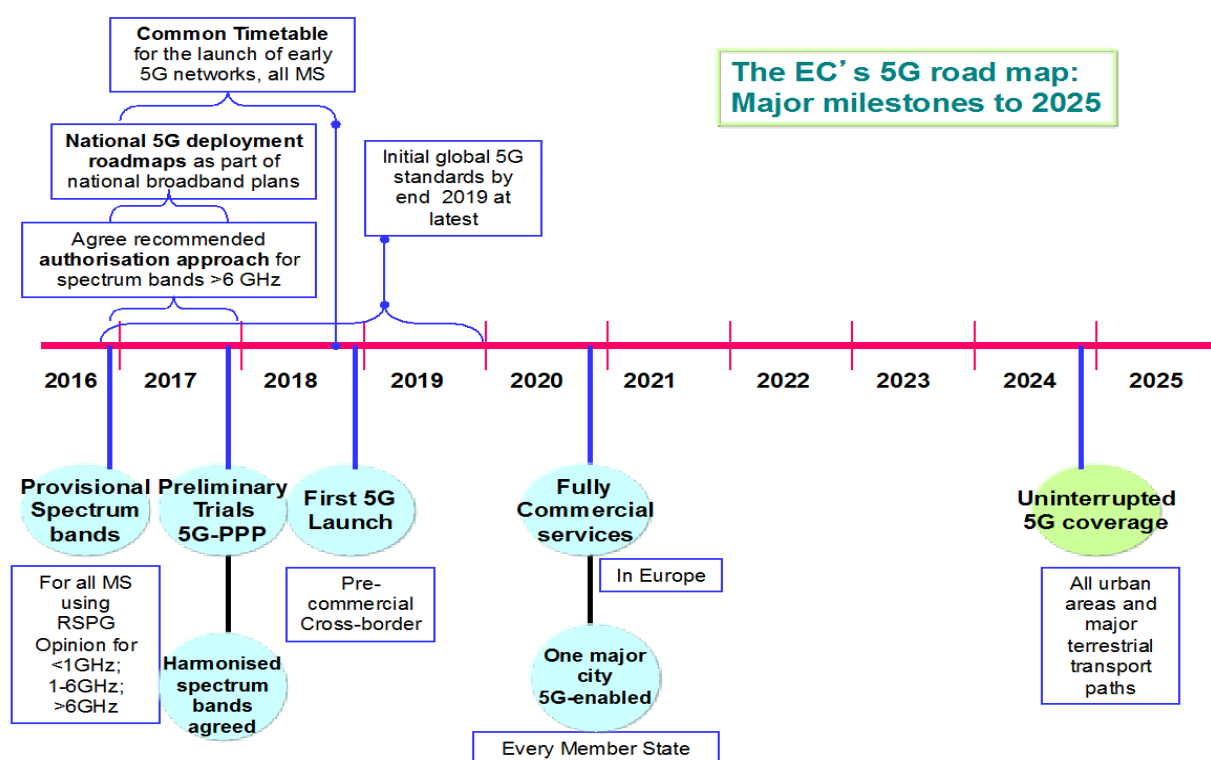 Common Timetable
for the launch of early
5G networks, all MS
The EC's 5G road map:
Major milestones to 2025
National 5G deployment
roadmaps as part of
national broadband plans
Initial global 5G
standards by
end 2019 at
latest
Agree recommended
authorisation approach for
spectrum bands >6 GHz
2016 2017 2018 2019 2020 2021 2022 2023 2024 2025
Provisional
Spectrum
bands
Preliminary
Trials
5G-PPP
First 5G
Launch
Fully
Commercial
services
Uninterrupted
5G coverage
For all MS
using
RSPG
Opinion for
<1GHz;
1-6GHz;
>6GHz
Harmonised
spectrum
bands
agreed
Pre-
commercial
Cross-border
In Europe
One major
city
5G-enabled
Every Member State
All urban
areas and
major
terrestrial
transport
paths